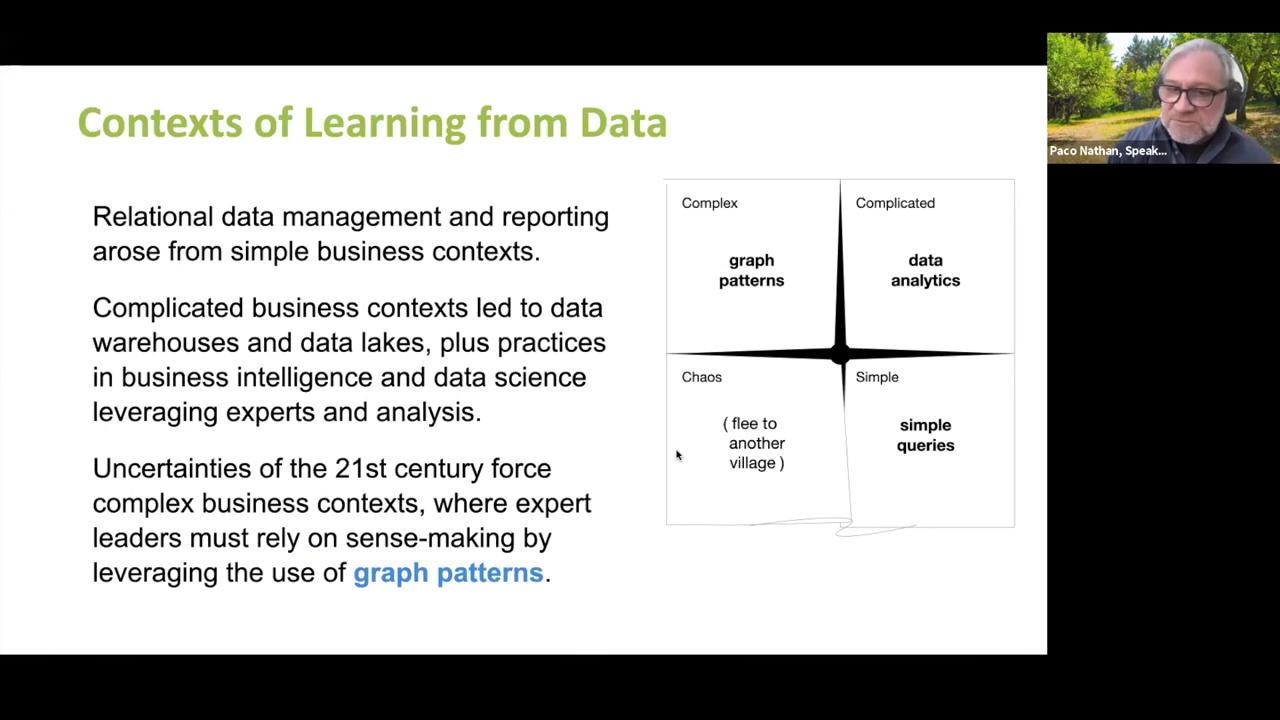 Contexts of Learning from Data
Relational data management and reporting
arose from simple business contexts.
Complicated business contexts led to data
warehouses and data lakes, plus practices
in business intelligence and data science
leveraging experts and analysis.
Uncertainties of the 21st century force
complex business contexts, where expert
leaders must rely on sense-making by
leveraging the use of graph patterns.
Complex
graph
patterns
Complicated
data
analytics
Chaos
( flee to
another
village )
Simple
simple
queries
Paco Nathan, Speak...